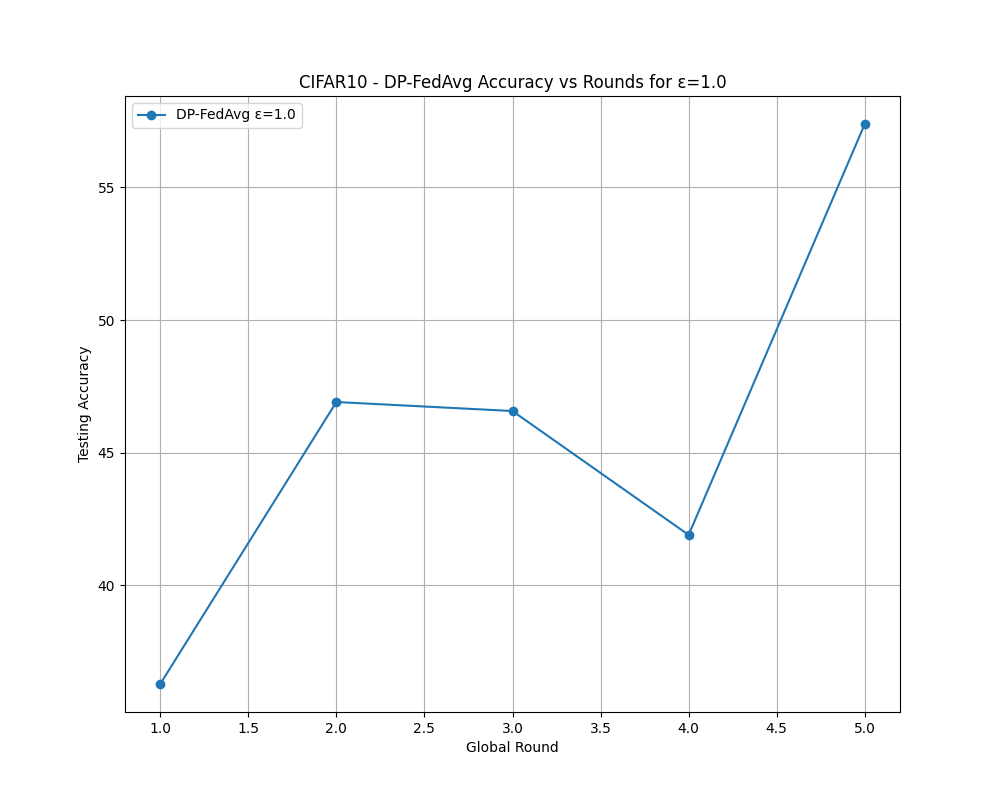 CIFAR10 - DP-FedAvg Accuracy vs Rounds for ε=1.0
DP-FedAvg ε=1.0
Testing Accuracy
55
50
45
40
1.0 1.5 2.0 2.5 3.0 3.5 4.0 4.5 5.0
Global Round